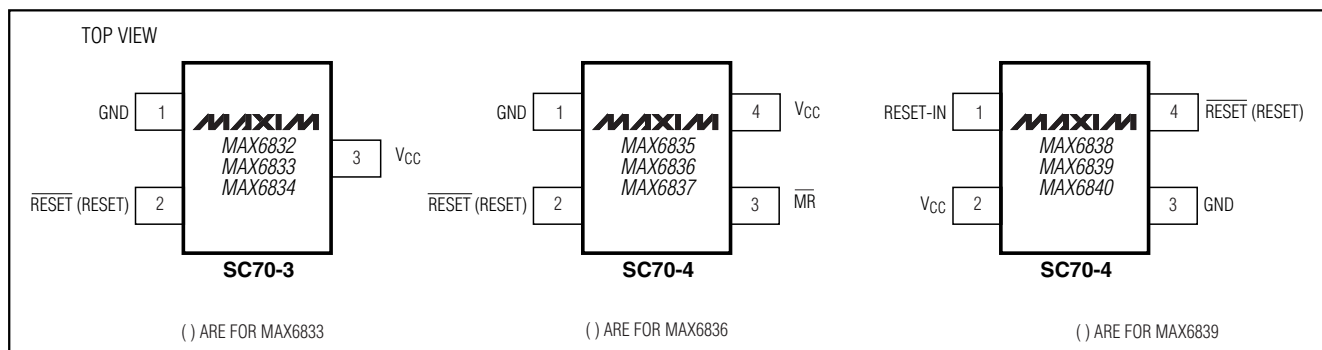 TOP VIEW
GND 1
MAXIM
MAX6832
MAX6833
MAX6834
3 VCC
RESET (RESET) 2
SC70-3
( ) ARE FOR MAX6833
GND 1
MAXIM
MAX6835
MAX6836
MAX6837
4 VCC
RESET (RESET) 2
3 MR
SC70-4
( ) ARE FOR MAX6836
RESET-IN 1
MAXIM
MAX6838
MAX6839
MAX6840
4 RESET (RESET)
VCC 2
3 GND
SC70-4
( ) ARE FOR MAX6839